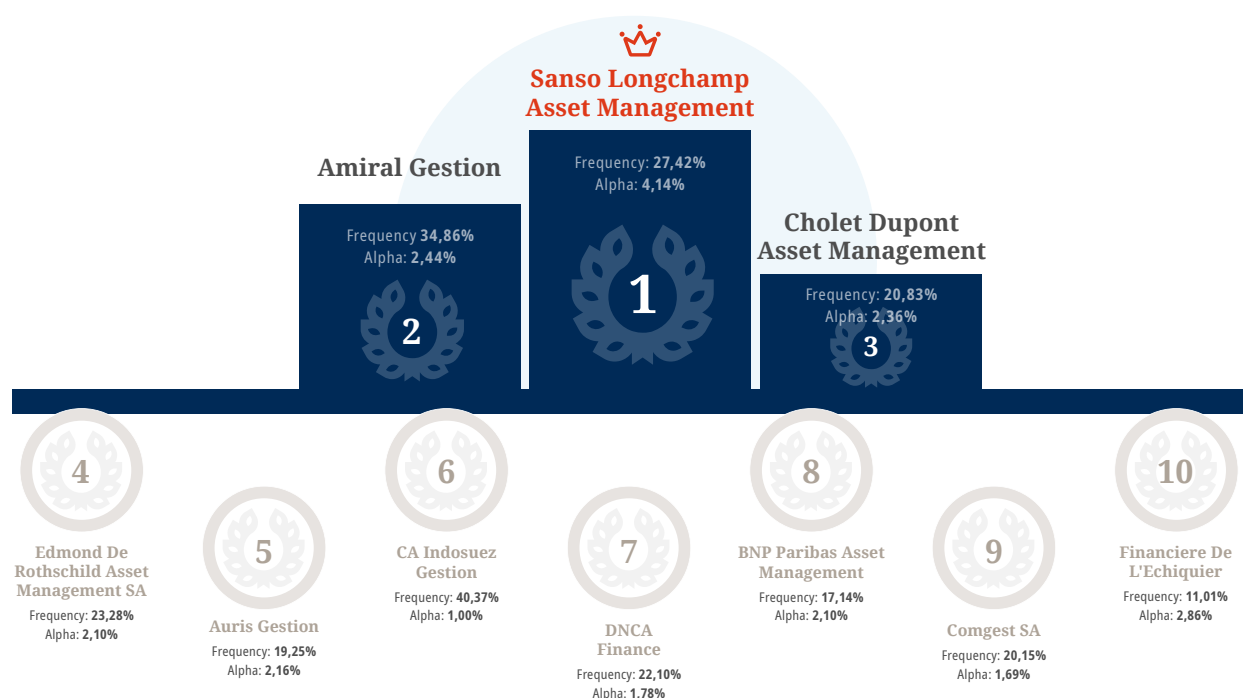 Sanso Longchamp
Asset Management
Frequency: 27,42%
Alpha: 4,14%
1
Amiral Gestion
Frequency 34,86%
Alpha: 2,44%
2
Cholet Dupont
Asset Management
Frequency: 20,83%
Alpha: 2,36%
3
4
Edmond De
Rothschild Asset
Management SA
Frequency: 23,28%
Alpha: 2,10%
5
Auris Gestion
Frequency: 19,25%
Alpha: 2,16%
6
CA Indosuez
Gestion
Frequency: 40,37%
Alpha: 1,00%
7
DNCA
Finance
Frequency: 22,10%
Alpha: 1,78%
8
BNP Paribas Asset
Management
Frequency: 17,14%
Alpha: 2,10%
9
Comgest SA
Frequency: 20,15%
Alpha: 1,69%
10
Financiere De
L'Echiquier
Frequency: 11,01%
Alpha: 2,86%